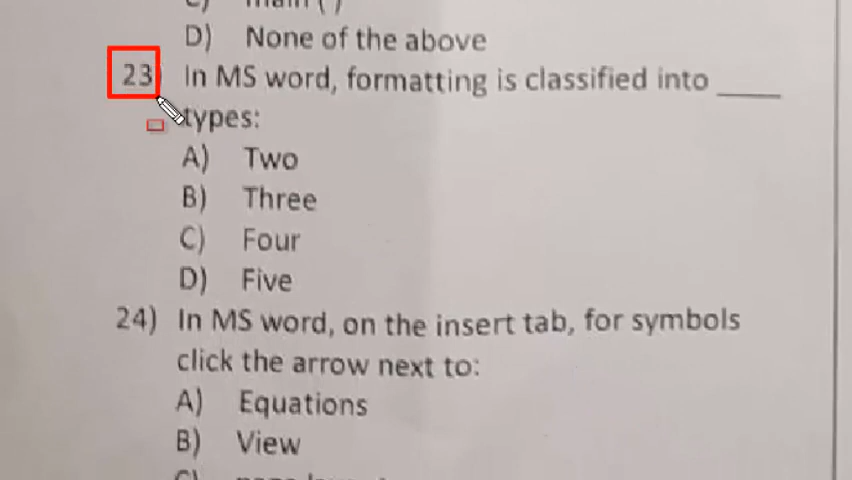 D) None of the above
23) In MS word, formatting is classified into ____
types:
A) Two
B) Three
C) Four
D) Five
24) In MS word, on the insert tab, for symbols
click the arrow next to:
A) Equations
B) View